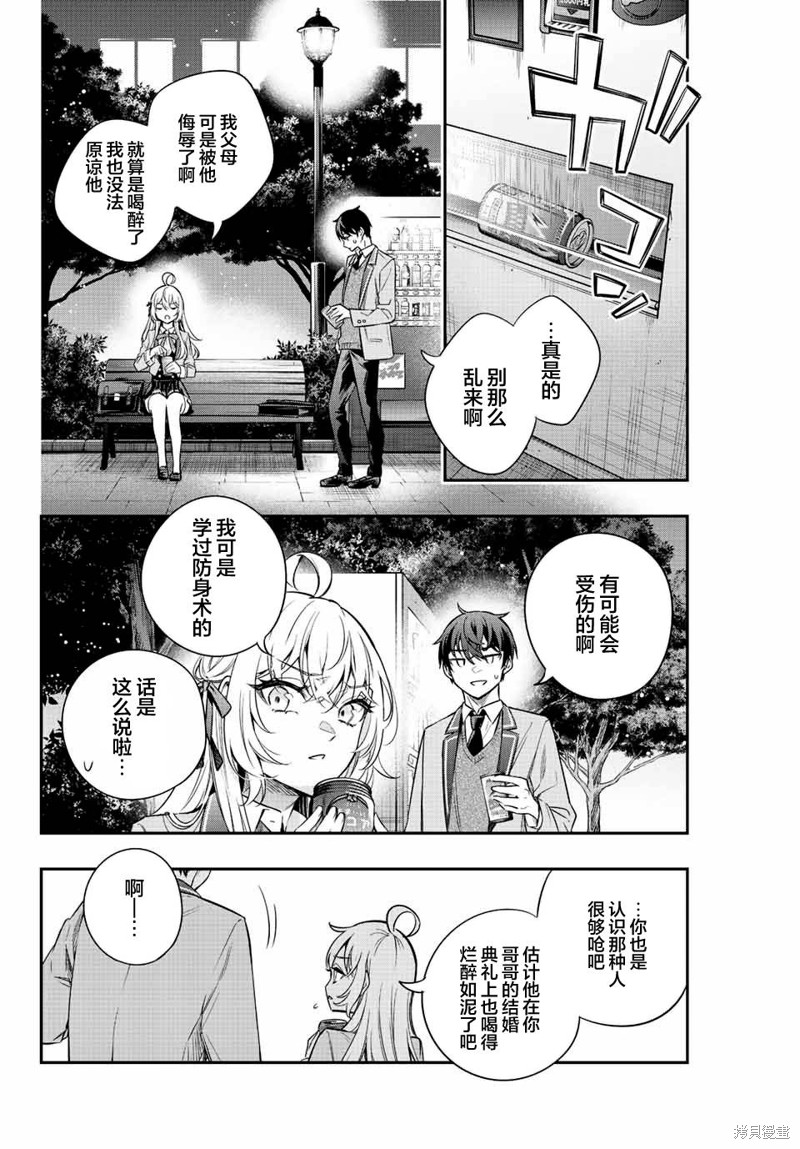 ガコン
…真是的
别那么
乱来啊
我父母
可是被他
侮辱了啊
就算是喝醉了
我也没法
原谅他
有可能会
受伤的啊
我可是
学过防身术的
话是
这么说啦…
…你也是
认识那种人
很够呛吧
估计他在你
哥哥的结婚
典礼上也喝得
烂醉如泥了吧
啊
—…
拷貝漫畫